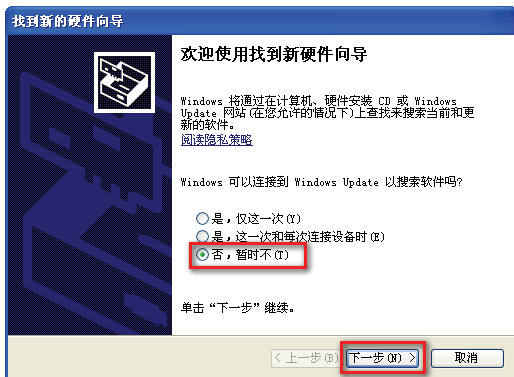 找到新的硬件向导
欢迎使用找到新硬件向导
Windows 将通过在计算机、硬件安装 CD 或 Windows
Update 网站(在您允许的情况下)上查找来搜索当前和更
新的软件。
阅读隐私策略
Windows 可以连接到 Windows Update 以搜索软件吗?
是，仅这一次(Y)
是，这一次和每次连接设备时(E)
否，暂时不(T)
单击“下一步”继续。
< 上一步(B) 下一步(N) > 取消